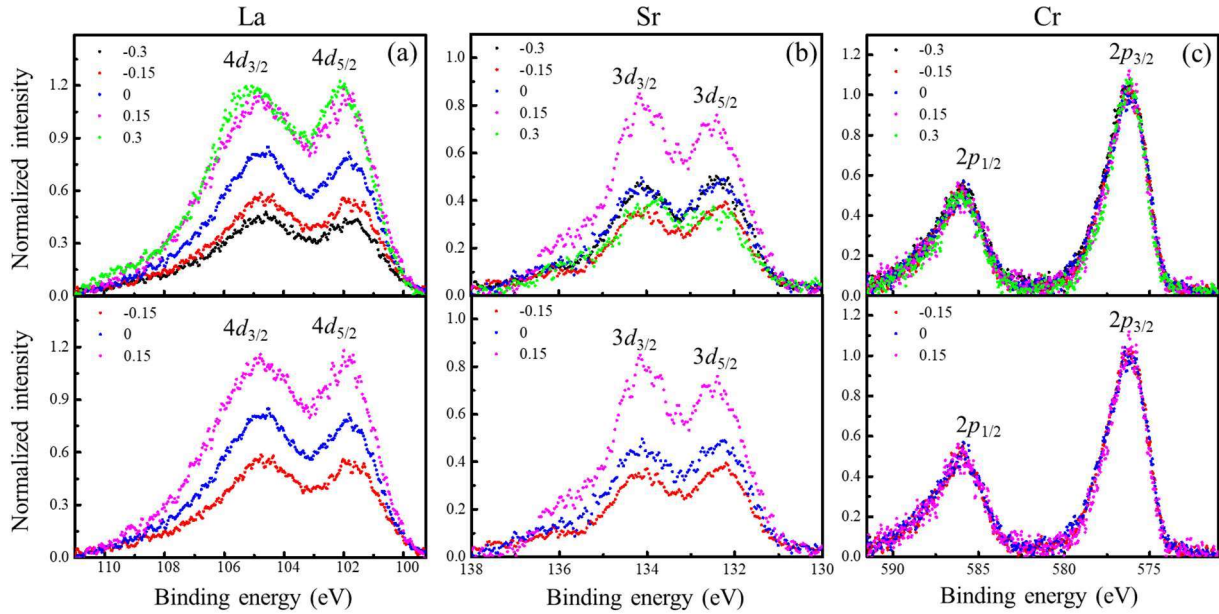 La
Sr
Cr
(a)
-0.3
-0.15
0
0.15
0.3
4d3/2
4d5/2
Normalized intensity
0.0
0.3
0.6
0.9
1.2
(b)
-0.3
-0.15
0
0.15
0.3
3d3/2
3d5/2
0.0
0.2
0.4
0.6
0.8
1.0
(c)
-0.3
-0.15
0
0.15
0.3
2p1/2
2p3/2
0.0
0.2
0.4
0.6
0.8
1.0
1.2
-0.15
0
0.15
4d3/2
4d5/2
Normalized intensity
0.0
0.3
0.6
0.9
1.2
110 108 106 104 102 100
Binding energy (eV)
-0.15
0
0.15
3d3/2
3d5/2
0.0
0.2
0.4
0.6
0.8
1.0
138 136 134 132 130
Binding energy (eV)
-0.15
0
0.15
2p1/2
2p3/2
0.0
0.2
0.4
0.6
0.8
1.0
1.2
590 585 580 575
Binding energy (eV)